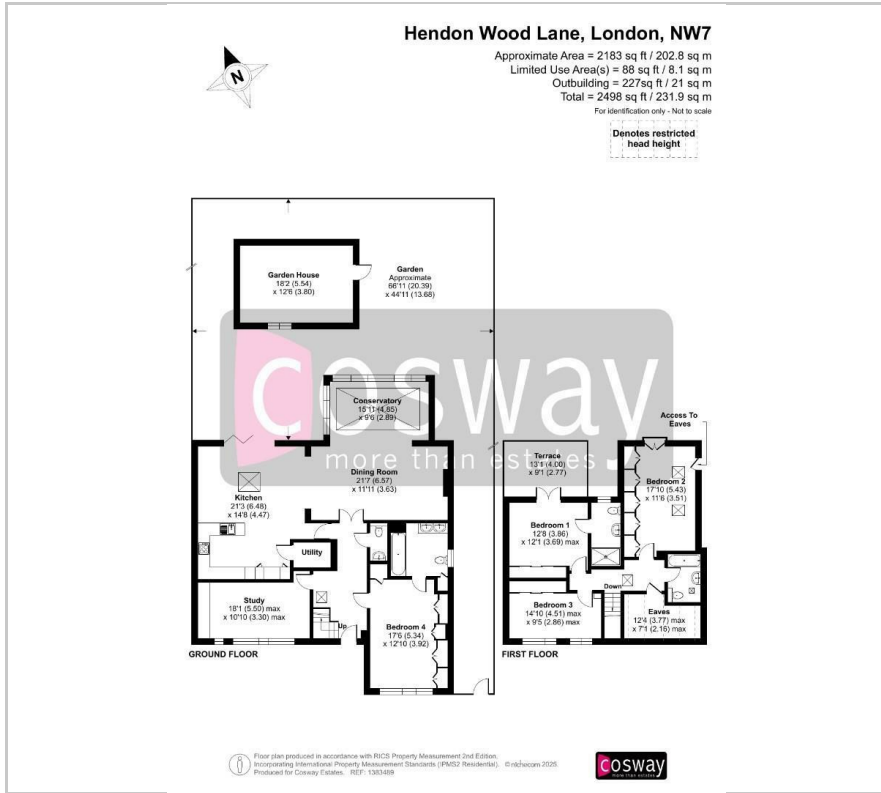 Hendon Wood Lane, London, NW7
Approximate Area = 2183 sq ft / 202.8 sq m
Limited Use Area(s) = 88 sq ft / 8.1 sq m
Outbuilding = 227sq ft / 21 sq m
Total = 2498 sq ft / 231.9 sq m
For identification only - Not to scale
Denotes restricted
head height
N
Garden House
18'2 (5.54)
x 12'6 (3.80)
Garden
Approximate
66'11 (20.39)
x 44'11 (13.68)
cosway
more than estates
Conservatory
15'11 (4.85)
x 9'6 (2.89)
Dining Room
21'7 (6.57)
x 11'11 (3.63)
Kitchen
21'3 (6.48)
x 14'8 (4.47)
Utility
Study
18'1 (5.50) max
x 10'10 (3.30) max
Up
Bedroom 4
17'6 (5.34)
x 12'10 (3.92)
GROUND FLOOR
Access To
Eaves
Terrace
13'1 (4.00)
x 9'1 (2.77)
Bedroom 2
17'10 (5.43)
x 11'6 (3.51)
Bedroom 1
12'8 (3.86)
x 12'1 (3.69) max
Down
Bedroom 3
14'10 (4.51) max
x 9'5 (2.86) max
Eaves
12'4 (3.77) max
x 7'1 (2.16) max
FIRST FLOOR
Floor plan produced in accordance with RICS Property Measurement 2nd Edition.
Incorporating International Property Measurement Standards (IPMS2 Residential). © nichecom 2025.
Produced for Cosway Estates. REF: 1383489
cosway
more than estates